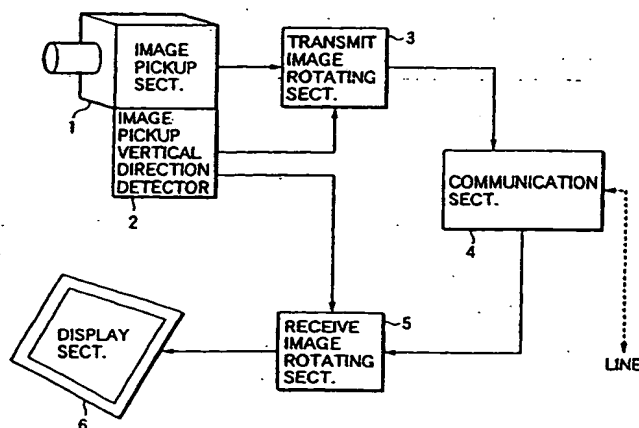 IMAGE
PICKUP
SECT.
1
IMAGE
PICKUP
VERTICAL
DIRECTION
DETECTOR
2
TRANSMIT
IMAGE
ROTATING
SECT.
3
COMMUNICATION
SECT.
4
LINE
RECEIVE
IMAGE
ROTATING
SECT.
5
DISPLAY
SECT.
6